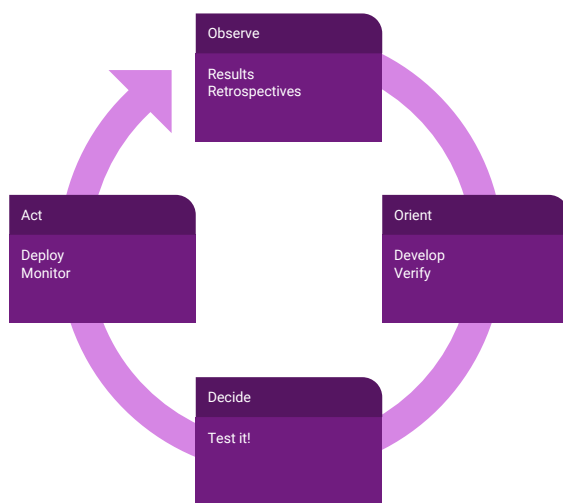 Observe
Results
Retrospectives
Orient
Develop
Verify
Decide
Test it!
Act
Deploy
Monitor